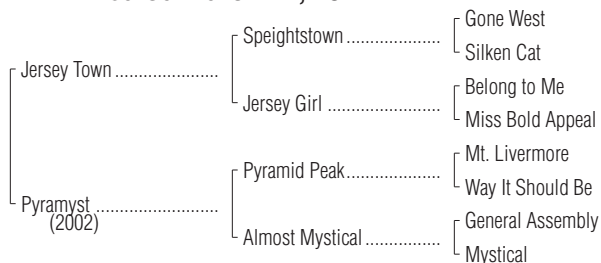 Gone West
Speightstown ....................
Silken Cat
Jersey Town ......................
Belong to Me
Jersey Girl ........................
Miss Bold Appeal
Mt. Livermore
Pyramid Peak....................
Way It Should Be
Pyramyst ..........................
(2002)
General Assembly
Almost Mystical ................
Mystical